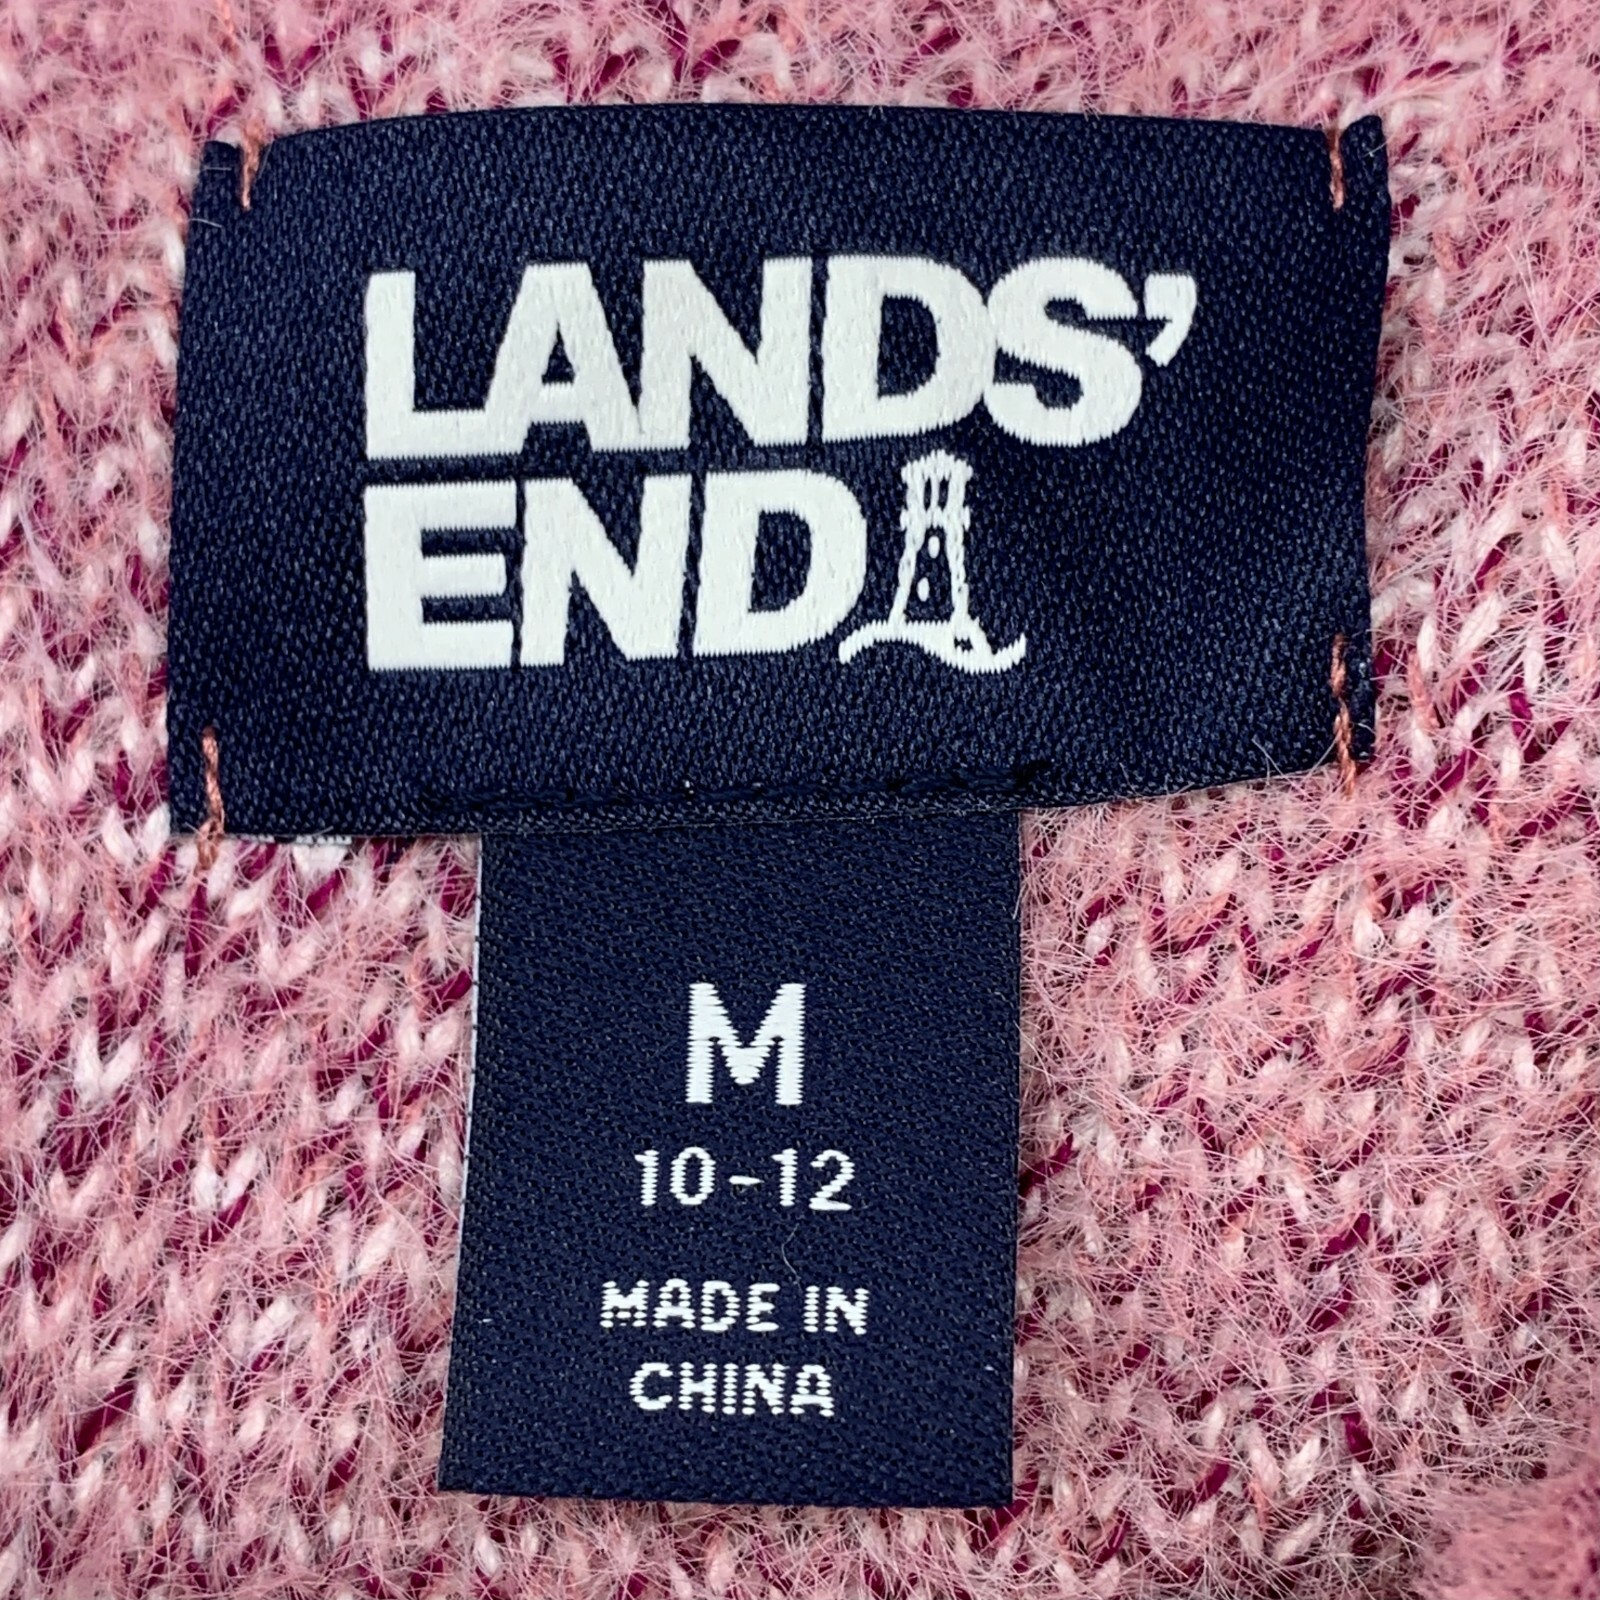 LANDS’
END
M
10-12
MADE IN
CHINA